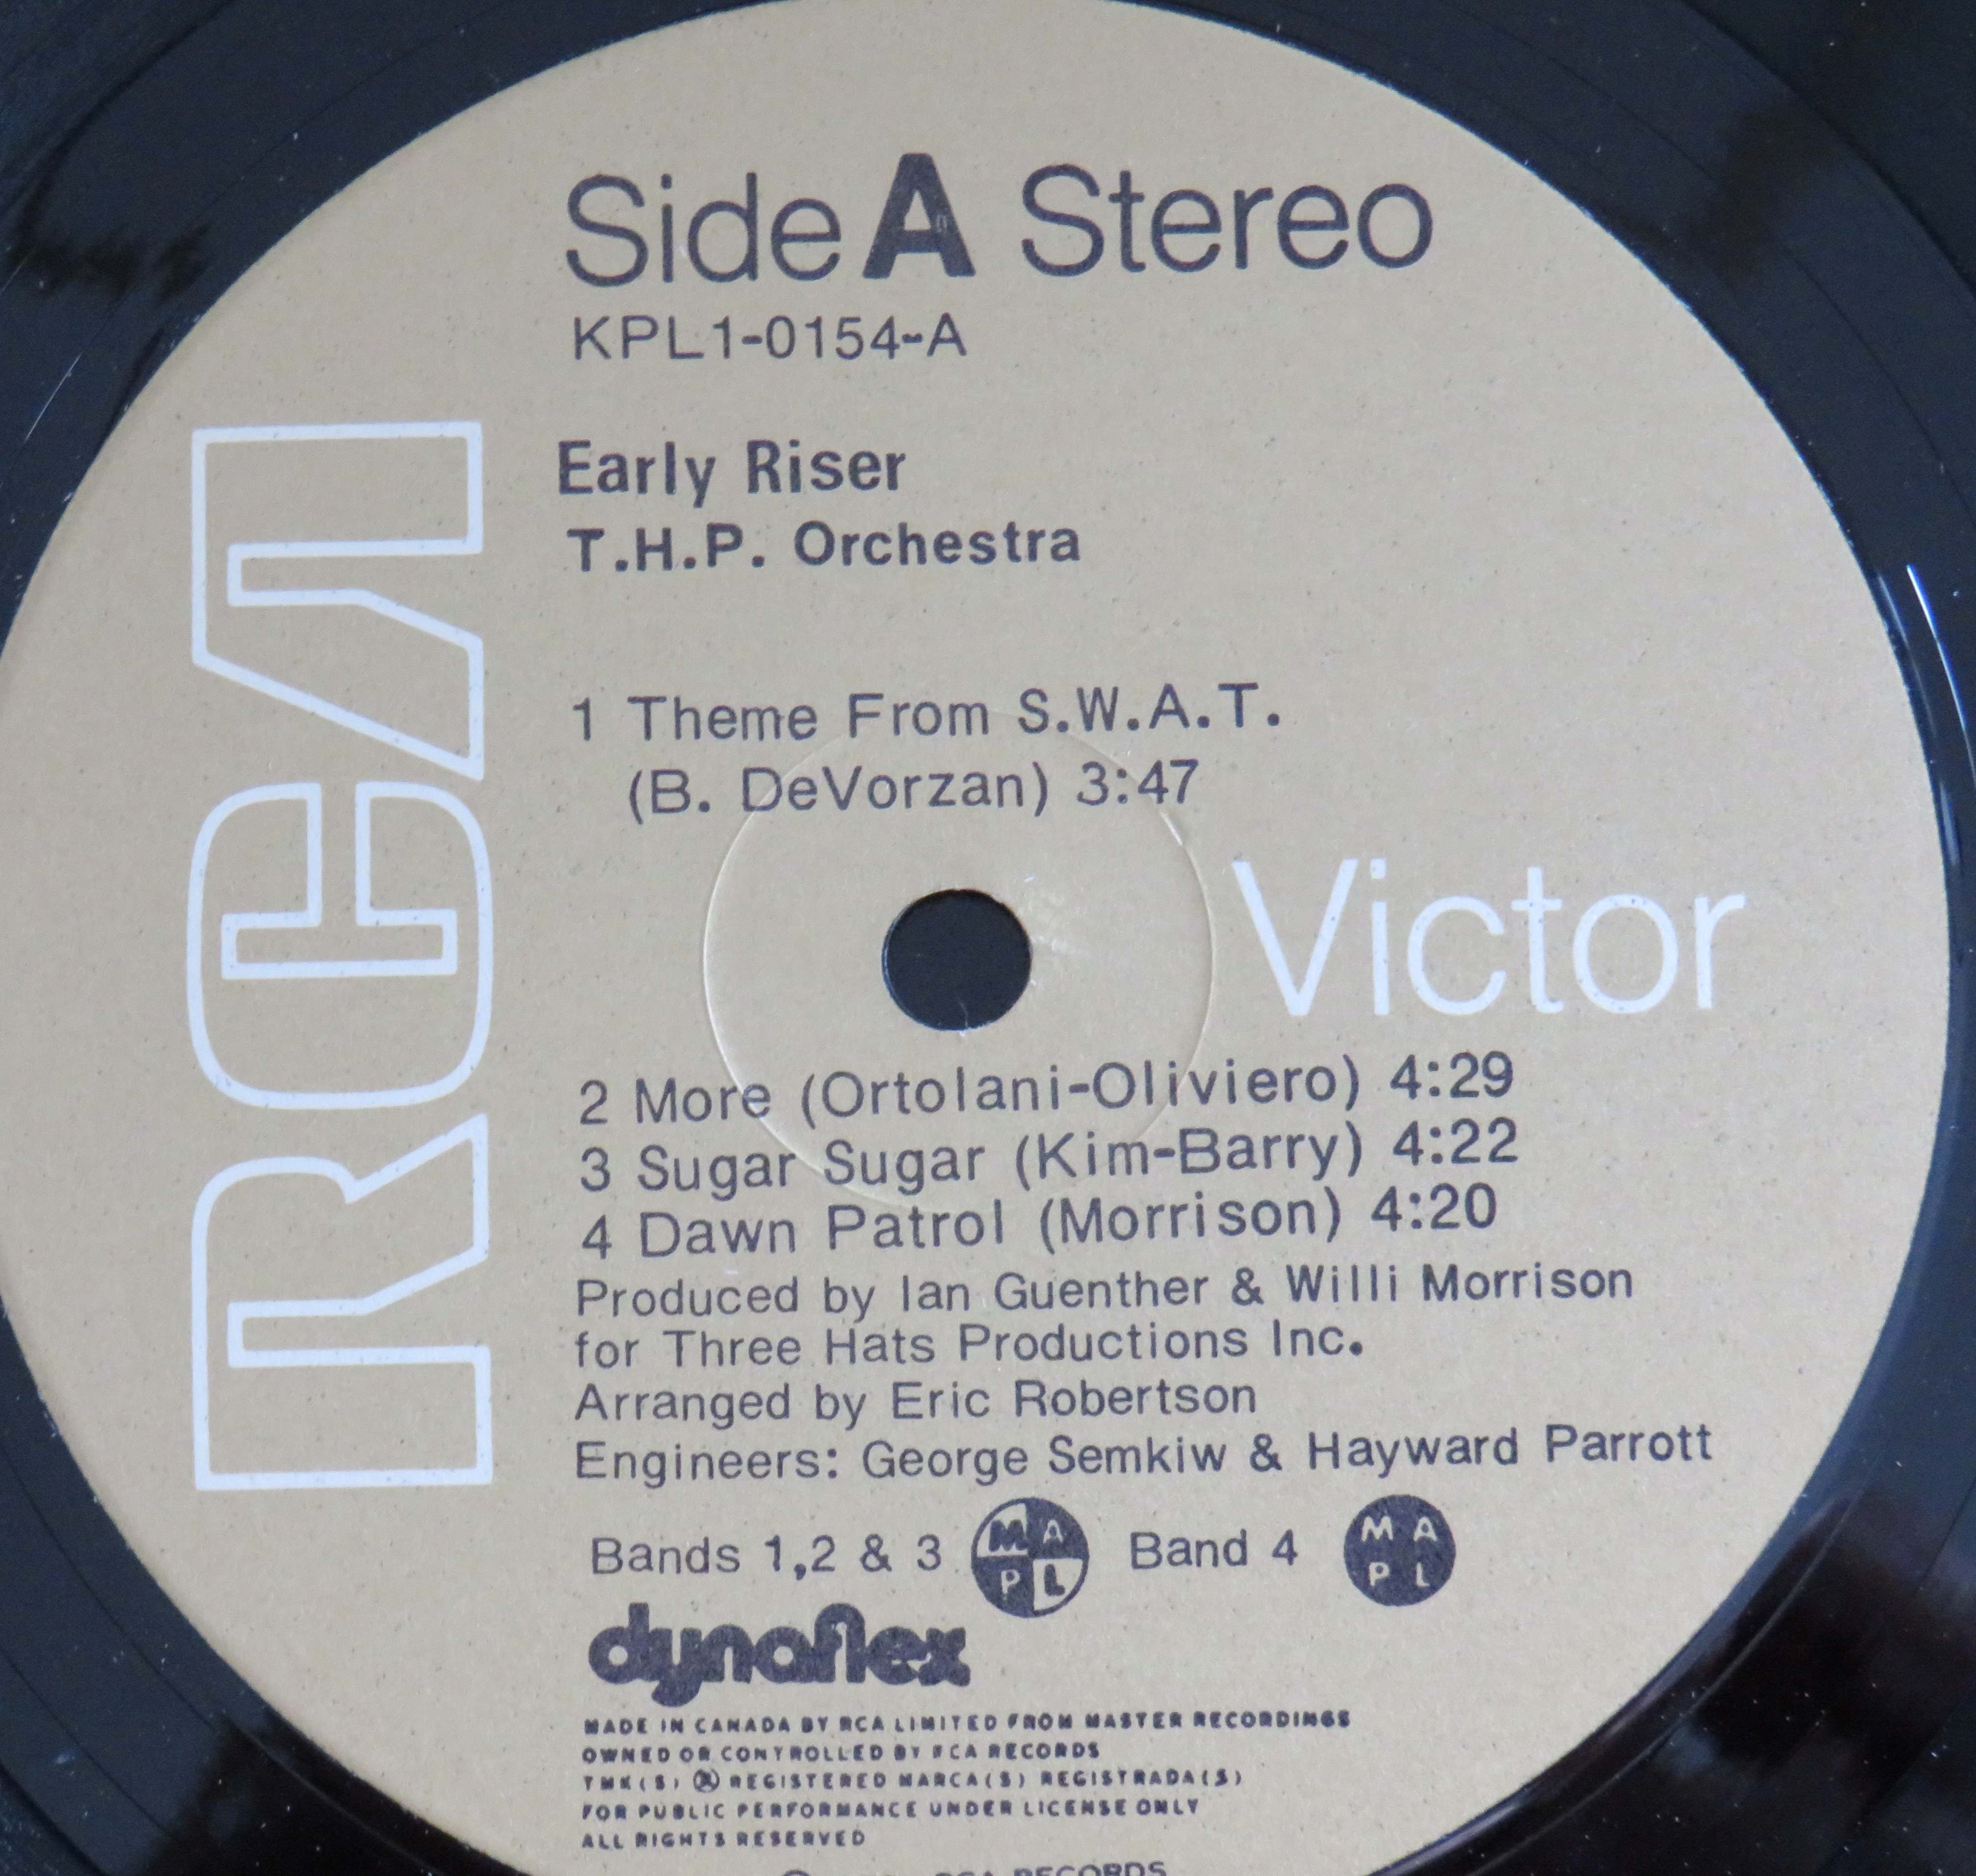 Side A Stereo
KPL1-0154-A
Early Riser
T.H.P. Orchestra
1 Theme From S.W.A.T.
(B. DeVorzan) 3:47
RCA
Victor
2 More (Ortolani-Oliviero) 4:29
3 Sugar Sugar (Kim-Barry) 4:22
4 Dawn Patrol (Morrison) 4:20
Produced by Ian Guenther & Willi Morrison
for Three Hats Productions Inc.
Arranged by Eric Robertson
Engineers: George Semkiw & Hayward Parrott
Bands 1,2 & 3 M A P L Band 4 M A P L
dynaflex
MADE IN CANADA BY RCA LIMITED FROM MASTER RECORDINGS
OWNED OR CONTROLLED BY RCA RECORDS
TMK(S) ® REGISTERED MARCA(S) REGISTRADA(S)
FOR PUBLIC PERFORMANCE UNDER LICENSE ONLY
ALL RIGHTS RESERVED
RCA RECORDS